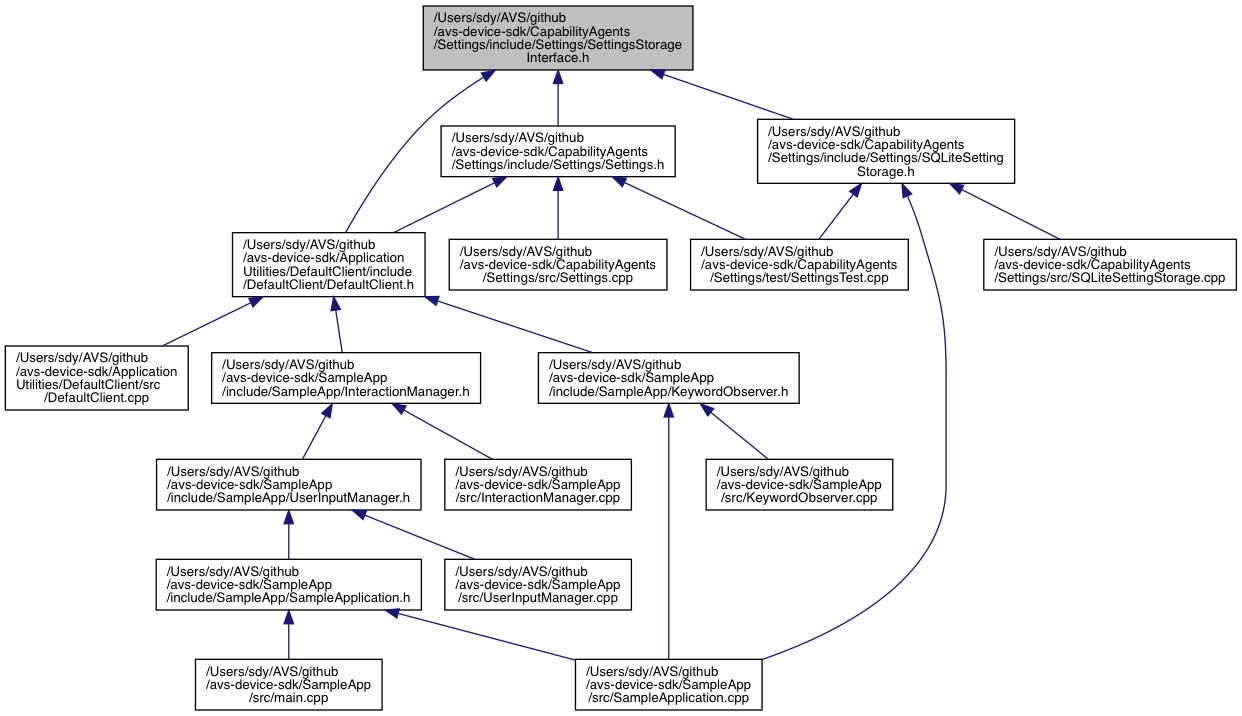 /Users/sdy/AVS/github
/avs-device-sdk/CapabilityAgents
/Settings/include/Settings/SettingsStorage
Interface.h
/Users/sdy/AVS/github
/avs-device-sdk/CapabilityAgents
/Settings/include/Settings/Settings.h
/Users/sdy/AVS/github
/avs-device-sdk/CapabilityAgents
/Settings/include/Settings/SQLiteSetting
Storage.h
/Users/sdy/AVS/github
/avs-device-sdk/Application
Utilities/DefaultClient/include
/DefaultClient/DefaultClient.h
/Users/sdy/AVS/github
/avs-device-sdk/CapabilityAgents
/Settings/src/Settings.cpp
/Users/sdy/AVS/github
/avs-device-sdk/CapabilityAgents
/Settings/test/SettingsTest.cpp
/Users/sdy/AVS/github
/avs-device-sdk/CapabilityAgents
/Settings/src/SQLiteSettingStorage.cpp
/Users/sdy/AVS/github
/avs-device-sdk/Application
Utilities/DefaultClient/src
/DefaultClient.cpp
/Users/sdy/AVS/github
/avs-device-sdk/SampleApp
/include/SampleApp/InteractionManager.h
/Users/sdy/AVS/github
/avs-device-sdk/SampleApp
/include/SampleApp/KeywordObserver.h
/Users/sdy/AVS/github
/avs-device-sdk/SampleApp
/include/SampleApp/UserInputManager.h
/Users/sdy/AVS/github
/avs-device-sdk/SampleApp
/src/InteractionManager.cpp
/Users/sdy/AVS/github
/avs-device-sdk/SampleApp
/src/KeywordObserver.cpp
/Users/sdy/AVS/github
/avs-device-sdk/SampleApp
/include/SampleApp/SampleApplication.h
/Users/sdy/AVS/github
/avs-device-sdk/SampleApp
/src/UserInputManager.cpp
/Users/sdy/AVS/github
/avs-device-sdk/SampleApp
/src/main.cpp
/Users/sdy/AVS/github
/avs-device-sdk/SampleApp
/src/SampleApplication.cpp